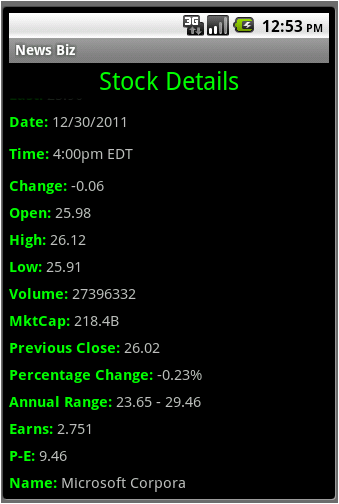 3G 12:53 PM
News Biz
Stock Details
Date: 12/30/2011
Time: 4:00pm EDT
Change: -0.06
Open: 25.98
High: 26.12
Low: 25.91
Volume: 27396332
MktCap: 218.4B
Previous Close: 26.02
Percentage Change: -0.23%
Annual Range: 23.65 - 29.46
Earns: 2.751
P-E: 9.46
Name: Microsoft Corpora